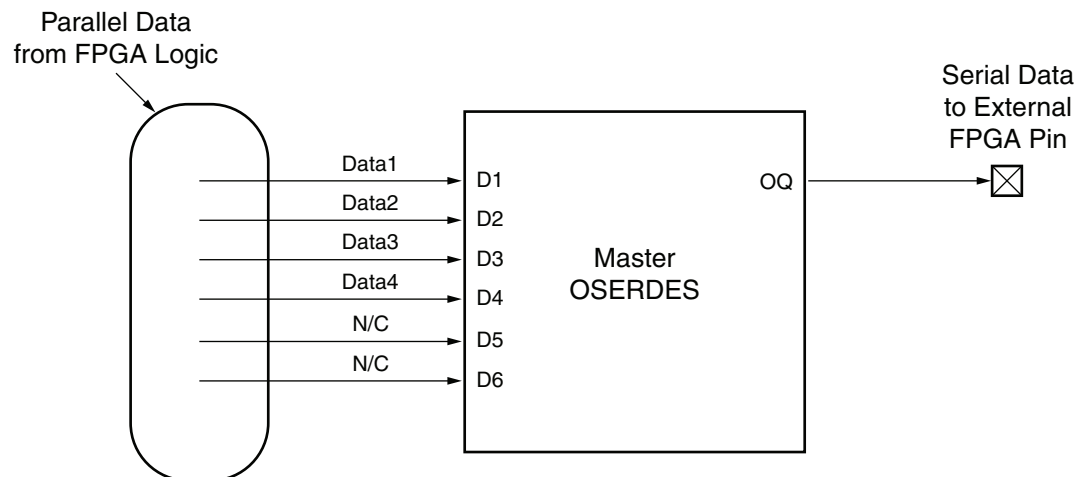 Parallel Data
from FPGA Logic
Serial Data
to External
FPGA Pin
Data1
D1
OQ
Data2
D2
Data3
D3
Master
OSERDES
Data4
D4
N/C
D5
N/C
D6